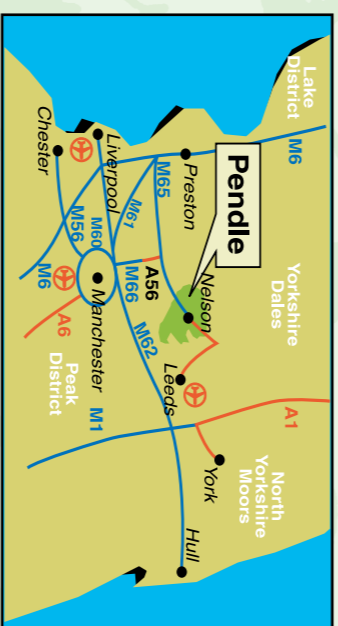 Lake
District
M6
Yorkshire
Dales
A1
North
Yorkshire
Moors
Pendle
Preston
Nelson
M65
Leeds
York
Hull
M61
A56
M62
Liverpool
M60
M66
Manchester
Chester
M56
M6
A6
Peak
District
M1